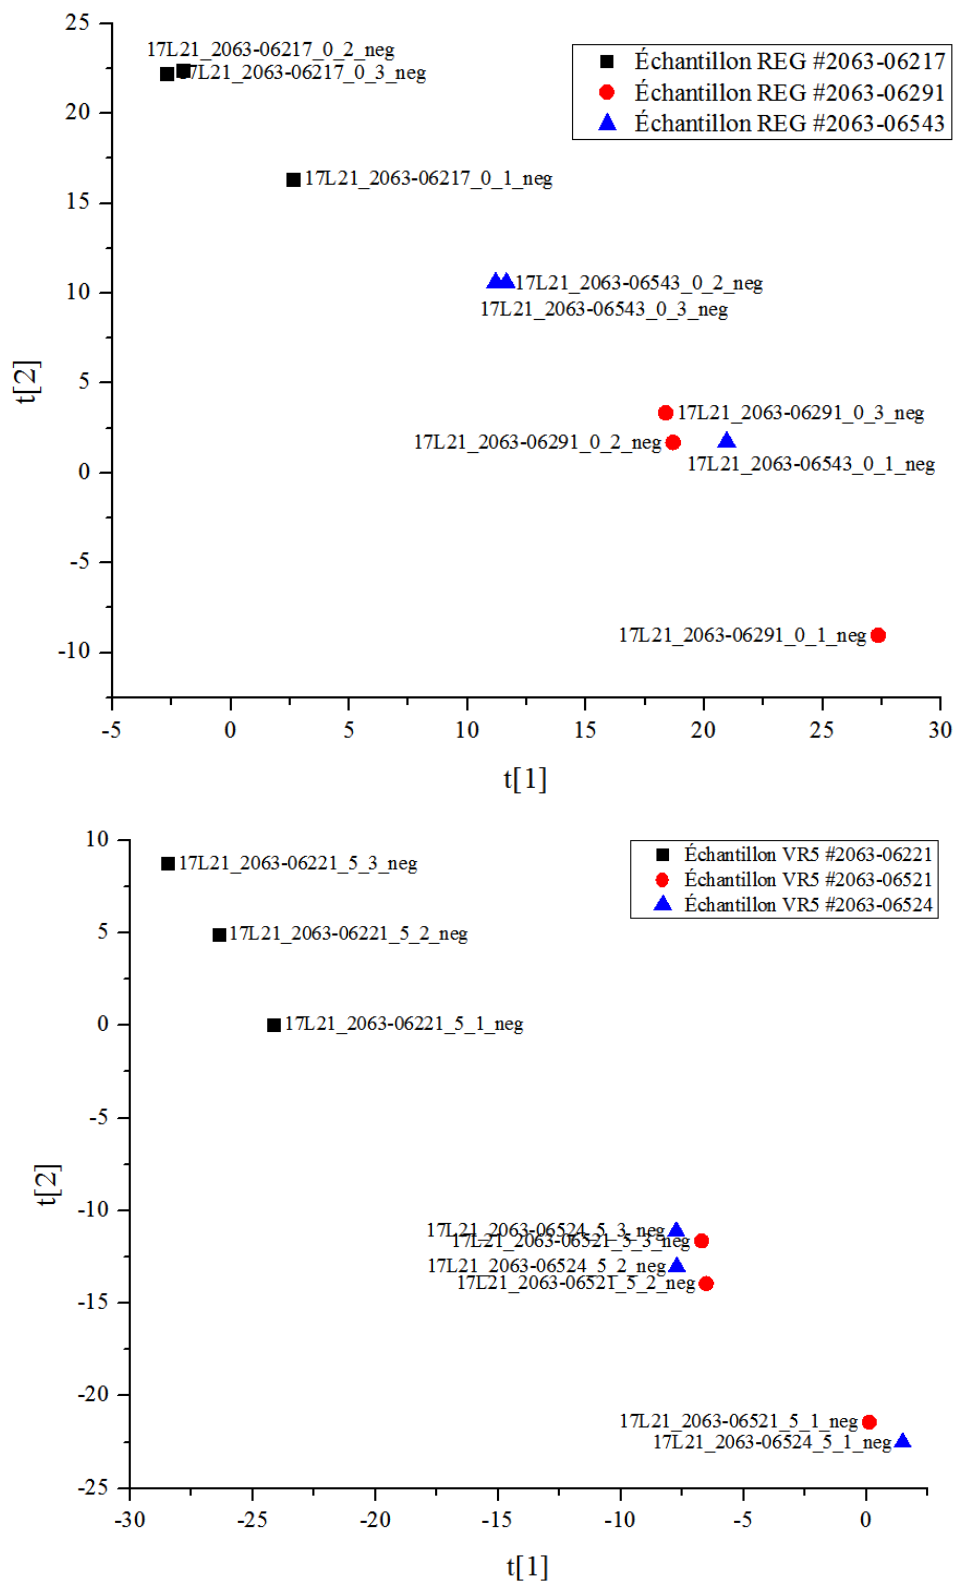 25
20
15
10
5
0
-5
-10
t[2]
17L21_2063-06217_0_2_neg
17L21_2063-06217_0_3_neg
17L21_2063-06217_0_1_neg
Échantillon REG #2063-06217
Échantillon REG #2063-06291
Échantillon REG #2063-06543
17L21_2063-06543_0_2_neg
17L21_2063-06543_0_3_neg
17L21_2063-06291_0_3_neg
17L21_2063-06291_0_2_neg
17L21_2063-06543_0_1_neg
17L21_2063-06291_0_1_neg
-5 0 5 10 15 20 25 30
t[1]
10
5
0
-5
-10
-15
-20
-25
t[2]
Échantillon VR5 #2063-06221
Échantillon VR5 #2063-06521
Échantillon VR5 #2063-06524
17L21_2063-06221_5_3_neg
17L21_2063-06221_5_2_neg
17L21_2063-06221_5_1_neg
17L21_2063-06524_5_3_neg
17L21_2063-06521_5_3_neg
17L21_2063-06524_5_2_neg
17L21_2063-06521_5_2_neg
17L21_2063-06521_5_1_neg
17L21_2063-06524_5_1_neg
-30 -25 -20 -15 -10 -5 0
t[1]